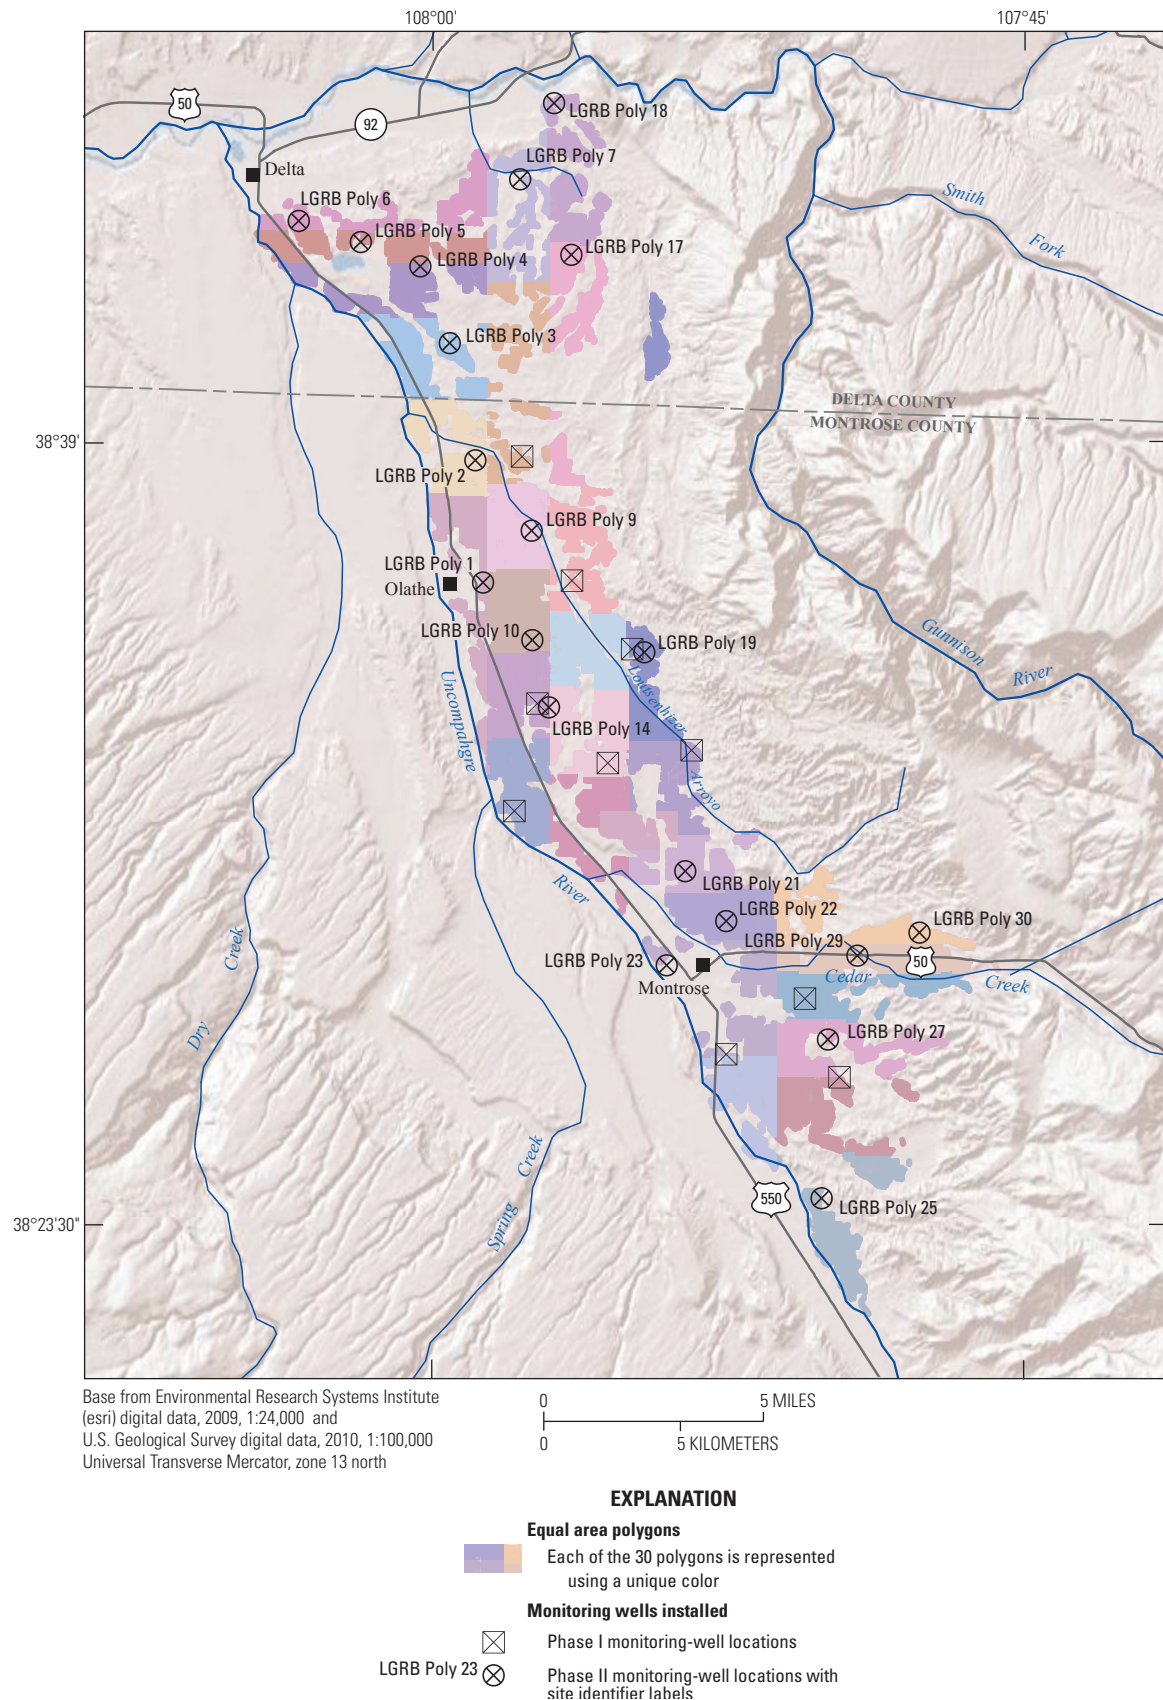 108°00'
107°45'
50
92
LGRB Poly 18
LGRB Poly 7
Delta
Smith
Fork
LGRB Poly 6
LGRB Poly 5
LGRB Poly 17
LGRB Poly 4
LGRB Poly 3
DELTA COUNTY
MONTROSE COUNTY
38°39'
LGRB Poly 2
LGRB Poly 9
LGRB Poly 1
Olathe
LGRB Poly 10
LGRB Poly 19
Gunnison
River
Loutsenhizer
Arroyo
Uncompahgre
River
LGRB Poly 14
LGRB Poly 21
LGRB Poly 22
LGRB Poly 30
LGRB Poly 29
50
LGRB Poly 23
Montrose
Cedar
Creek
Dry
Creek
LGRB Poly 27
Spring
Creek
550
LGRB Poly 25
38°23'30"
Base from Environmental Research Systems Institute
(esri) digital data, 2009, 1:24,000 and
U.S. Geological Survey digital data, 2010, 1:100,000
Universal Transverse Mercator, zone 13 north
0
5 MILES
0
5 KILOMETERS
EXPLANATION
Equal area polygons
Each of the 30 polygons is represented
using a unique color
Monitoring wells installed
Phase I monitoring-well locations
LGRB Poly 23
Phase II monitoring-well locations with
site identifier labels